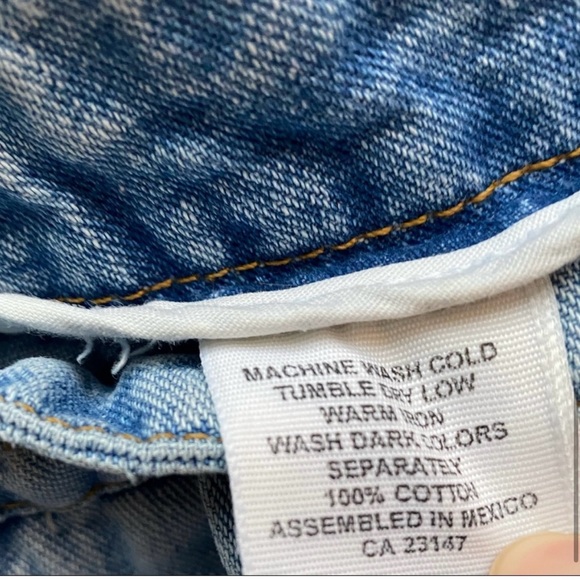 MACHINE WASH COLD
TUMBLE DRY LOW
WARM IRON
WASH DARK COLORS
SEPARATELY
100% COTTON
ASSEMBLED IN MEXICO
CA 23147